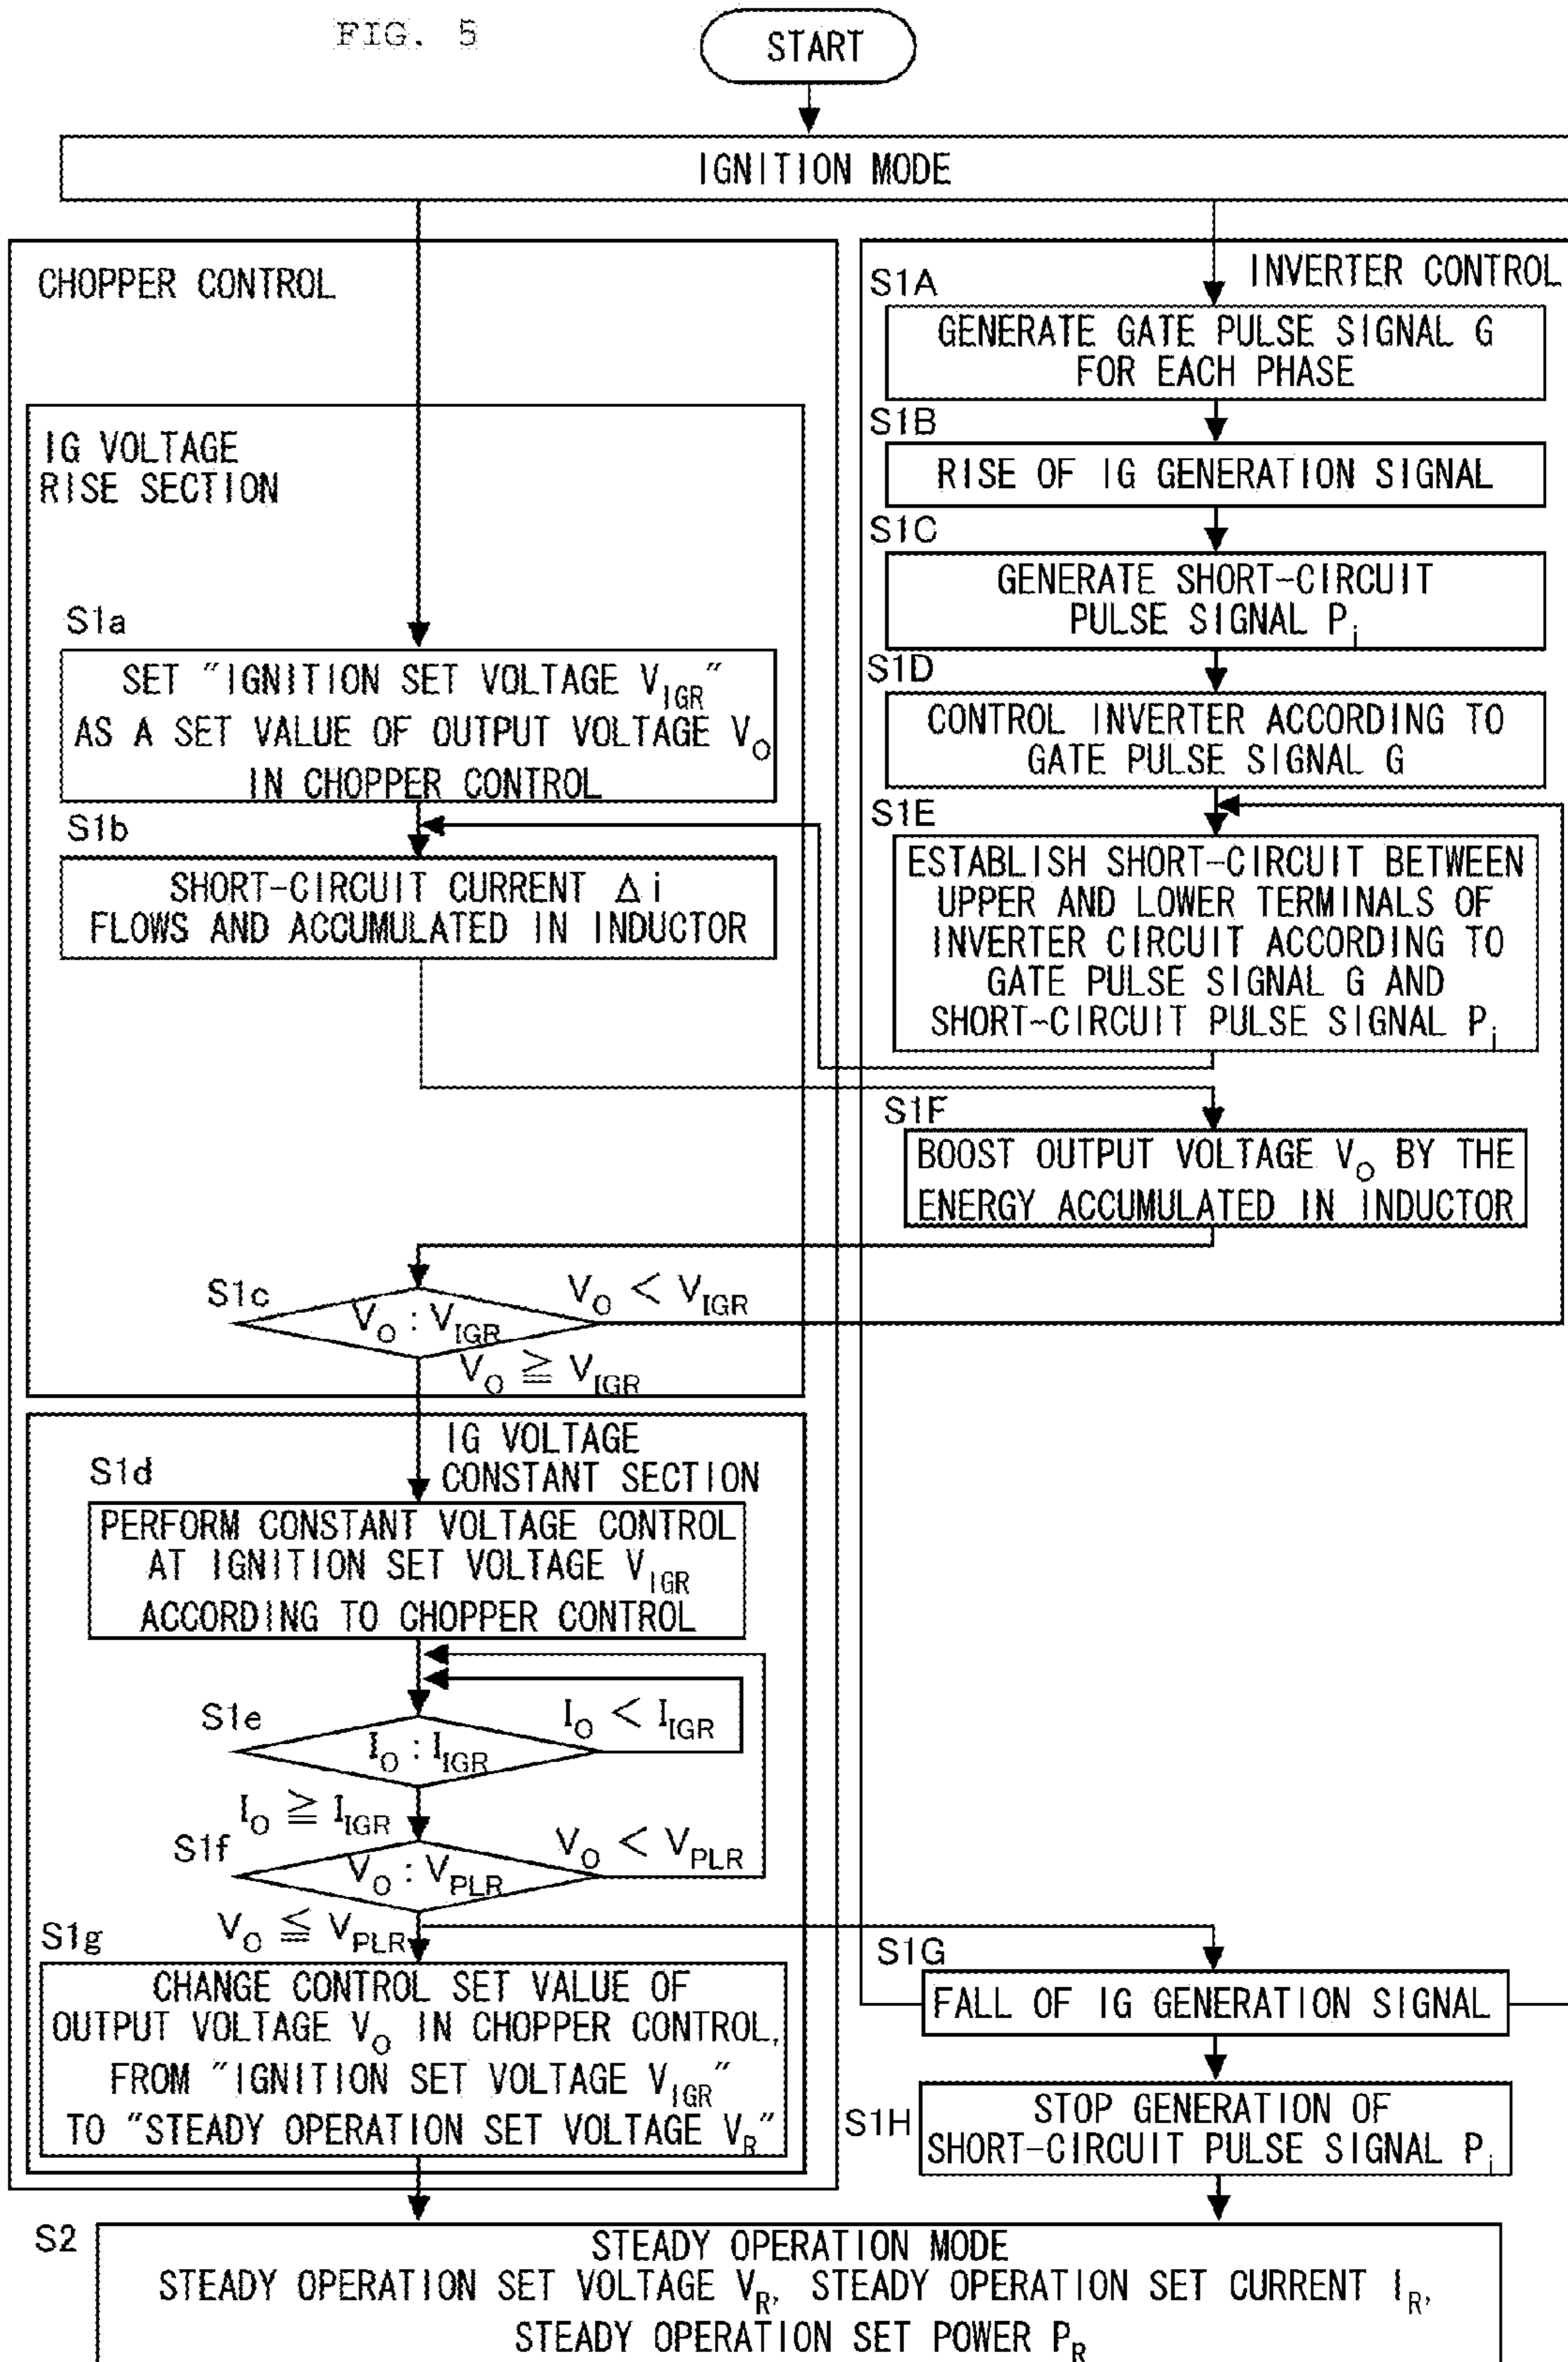 FIG. 5
START
IGNITION MODE
CHOPPER CONTROL
INVERTER CONTROL
S1A
GENERATE GATE PULSE SIGNAL G
FOR EACH PHASE
S1B
RISE OF IG GENERATION SIGNAL
S1C
GENERATE SHORT-CIRCUIT
PULSE SIGNAL Pi
S1D
CONTROL INVERTER ACCORDING TO
GATE PULSE SIGNAL G
S1E
ESTABLISH SHORT-CIRCUIT BETWEEN
UPPER AND LOWER TERMINALS OF
INVERTER CIRCUIT ACCORDING TO
GATE PULSE SIGNAL G AND
SHORT-CIRCUIT PULSE SIGNAL Pi
IG VOLTAGE
RISE SECTION
S1a
SET "IGNITION SET VOLTAGE VIGR"
AS A SET VALUE OF OUTPUT VOLTAGE VO
IN CHOPPER CONTROL
S1b
SHORT-CIRCUIT CURRENT Δi
FLOWS AND ACCUMULATED IN INDUCTOR
S1F
BOOST OUTPUT VOLTAGE VO BY THE
ENERGY ACCUMULATED IN INDUCTOR
S1c
VO : VIGR
VO < VIGR
VO ≧ VIGR
IG VOLTAGE
CONSTANT SECTION
S1d
PERFORM CONSTANT VOLTAGE CONTROL
AT IGNITION SET VOLTAGE VIGR
ACCORDING TO CHOPPER CONTROL
S1e
IO : IIGR
IO < IIGR
IO ≧ IIGR
S1f
VO : VPLR
VO < VPLR
VO ≦ VPLR
S1g
CHANGE CONTROL SET VALUE OF
OUTPUT VOLTAGE VO IN CHOPPER CONTROL,
FROM "IGNITION SET VOLTAGE VIGR"
TO "STEADY OPERATION SET VOLTAGE VR"
S1G
FALL OF IG GENERATION SIGNAL
S1H
STOP GENERATION OF
SHORT-CIRCUIT PULSE SIGNAL Pi
S2
STEADY OPERATION MODE
STEADY OPERATION SET VOLTAGE VR, STEADY OPERATION SET CURRENT IR,
STEADY OPERATION SET POWER PR